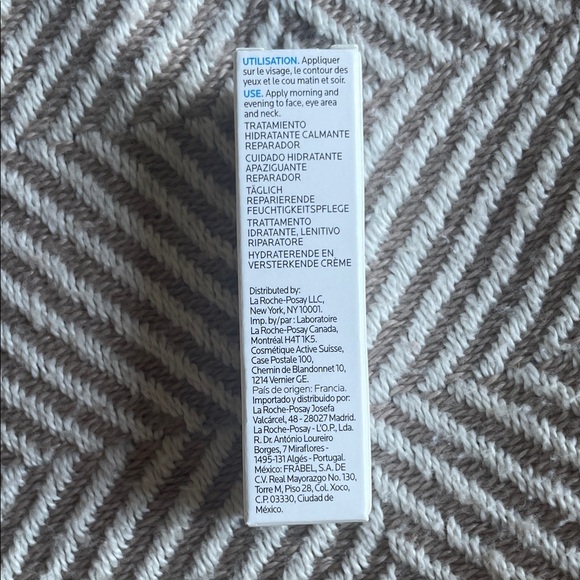 UTILISATION. Appliquer
sur le visage, le contour des
yeux et le cou matin et soir.
USE. Apply morning and
evening to face, eye area
and neck.
TRATAMIENTO
HIDRATANTE CALMANTE
REPARADOR
CUIDADO HIDRATANTE
APAZIGUANTE
REPARADOR
TÄGLICH
REPARIERENDE
FEUCHTIGKEITSPFLEGE
TRATTAMENTO
IDRATANTE, LENITIVO
RIPARATORE
HYDRATERENDE EN
VERSTERKENDE CRÈME
Distributed by:
La Roche-Posay LLC,
New York, NY 10001.
Imp. by/par : Laboratoire
La Roche-Posay Canada,
Montréal H4T 1K5.
Cosmétique Active Suisse,
Case Postale 100,
Chemin de Blandonnet 10,
1214 Vernier GE.
País de origen: Francia.
Importado y distribuido por:
La Roche-Posay Josefa
Valcárcel, 48 - 28027 Madrid.
La Roche-Posay - L'O.P., Lda.
R. Dr. António Loureiro
Borges, 7 Miraflores -
1495-131 Algés - Portugal.
México: FRABEL, S.A. DE
C.V. Real Mayorazgo No. 130,
Torre M, Piso 28, Col. Xoco,
C.P. 03330, Ciudad de
México.